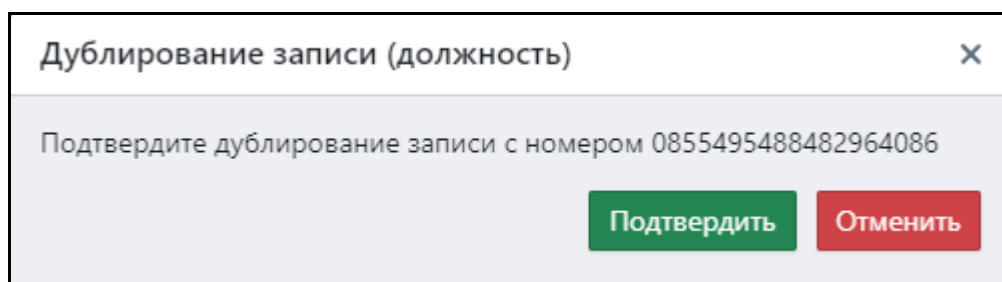 Дублирование записи (должность)
Подтвердите дублирование записи с номером 0855495488482964086
Подтвердить Отменить